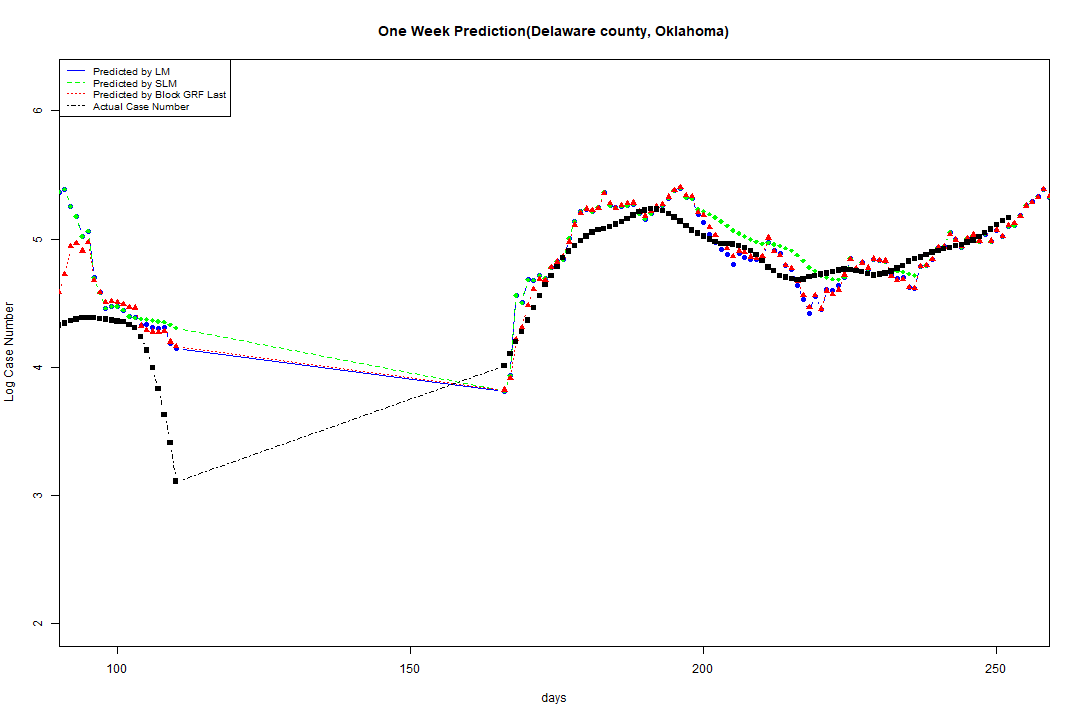 One Week Prediction(Delaware county, Oklahoma)
Predicted by LM
Predicted by SLM
Predicted by Block GRF Last
Actual Case Number
6
5
4
3
2
Log Case Number
100 150 200 250
days